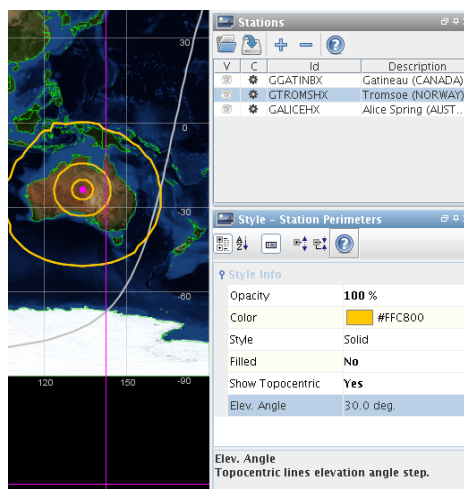 30
0
-30
-60
120 150 -90
Stations
V C Id Description
GGATINBX Gatineau (CANADA)
GTROMSHX Tromsoe (NORWAY)
GALICEHX Alice Spring (AUST...
Style - Station Perimeters
Style Info
Opacity 100 %
Color #FFC800
Style Solid
Filled No
Show Topocentric Yes
Elev. Angle 30.0 deg.
Elev. Angle
Topocentric lines elevation angle step.